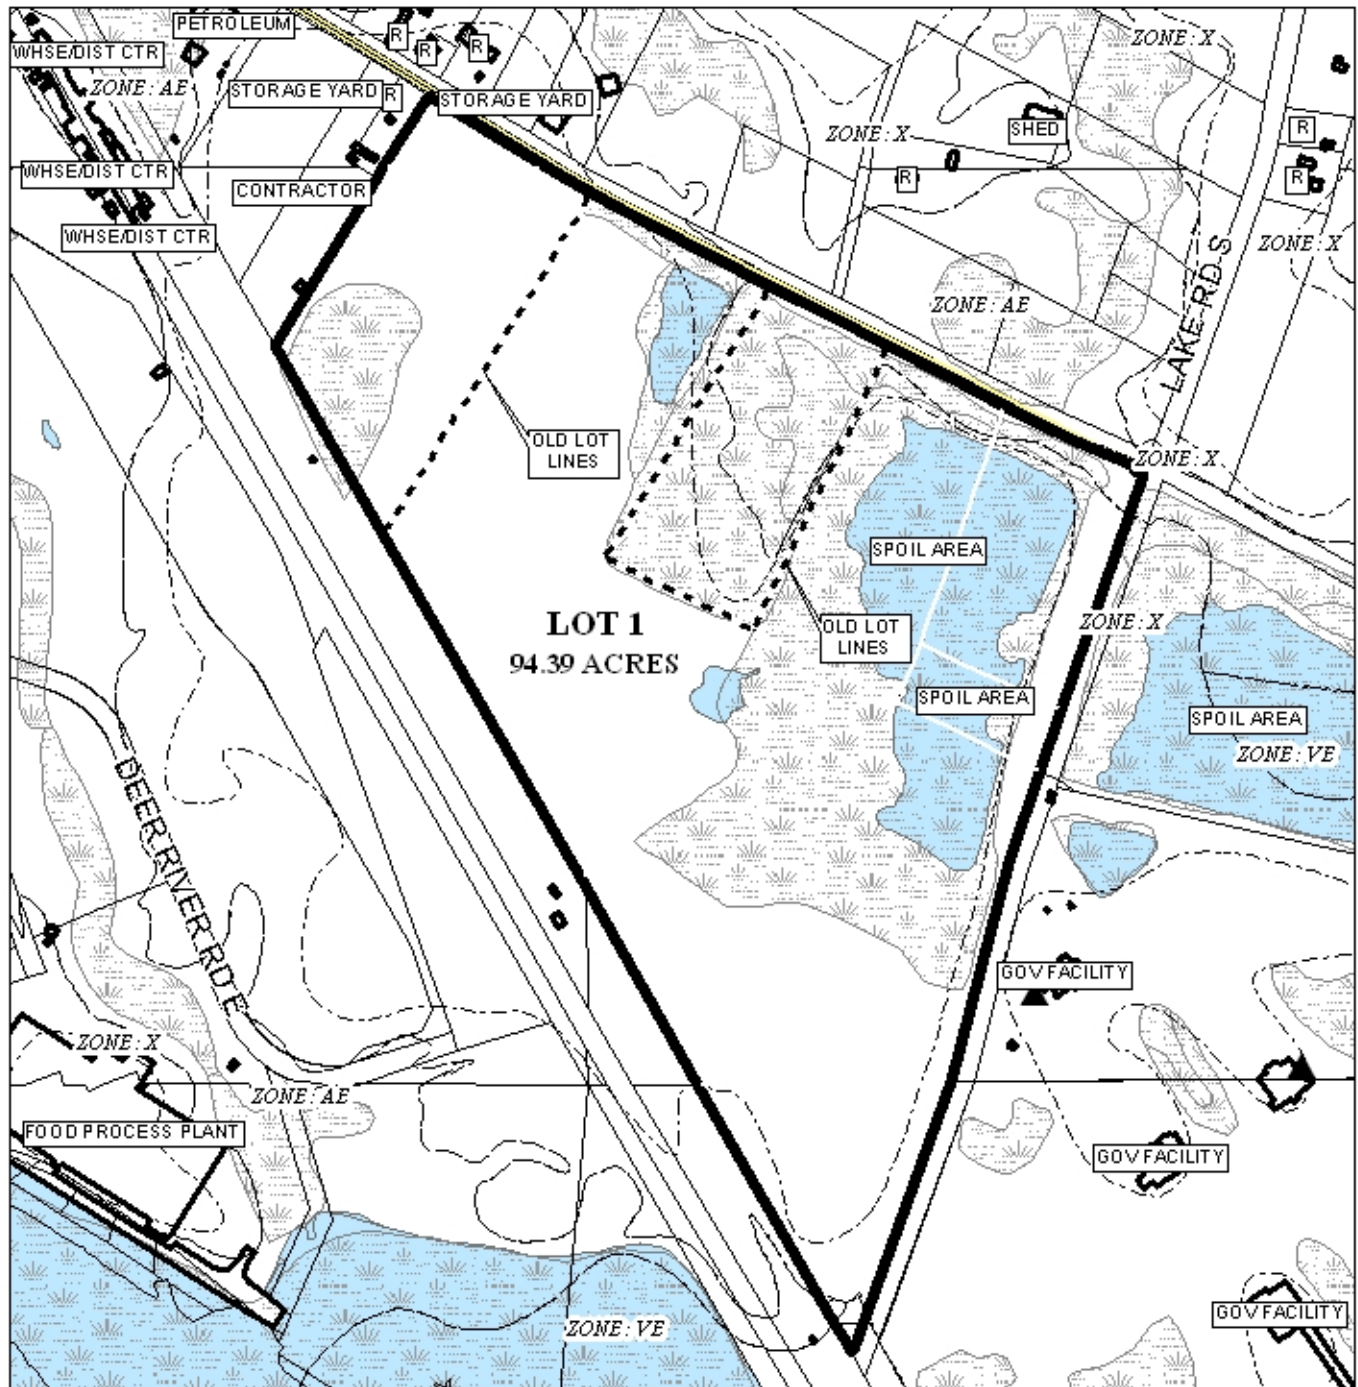 PETROLEUM
R
R
R
ZONE: X
WHSE/DIST CTR
ZONE: AE
STORAGE YARD
R
STORAGE YARD
SHED
ZONE: X
R
R
R
WHSE/DIST CTR
CONTRACTOR
WHSE/DIST CTR
ZONE: X
LAKE RD S
ZONE: AE
OLD LOT
LINES
ZONE: X
SPOIL AREA
LOT 1
94.39 ACRES
OLD LOT
LINES
ZONE: X
SPOIL AREA
SPOIL AREA
ZONE: VE
DEER RIVER RD E
GOV FACILITY
ZONE: X
ZONE: AE
FOOD PROCESS PLANT
GOV FACILITY
GOV FACILITY
ZONE: VE